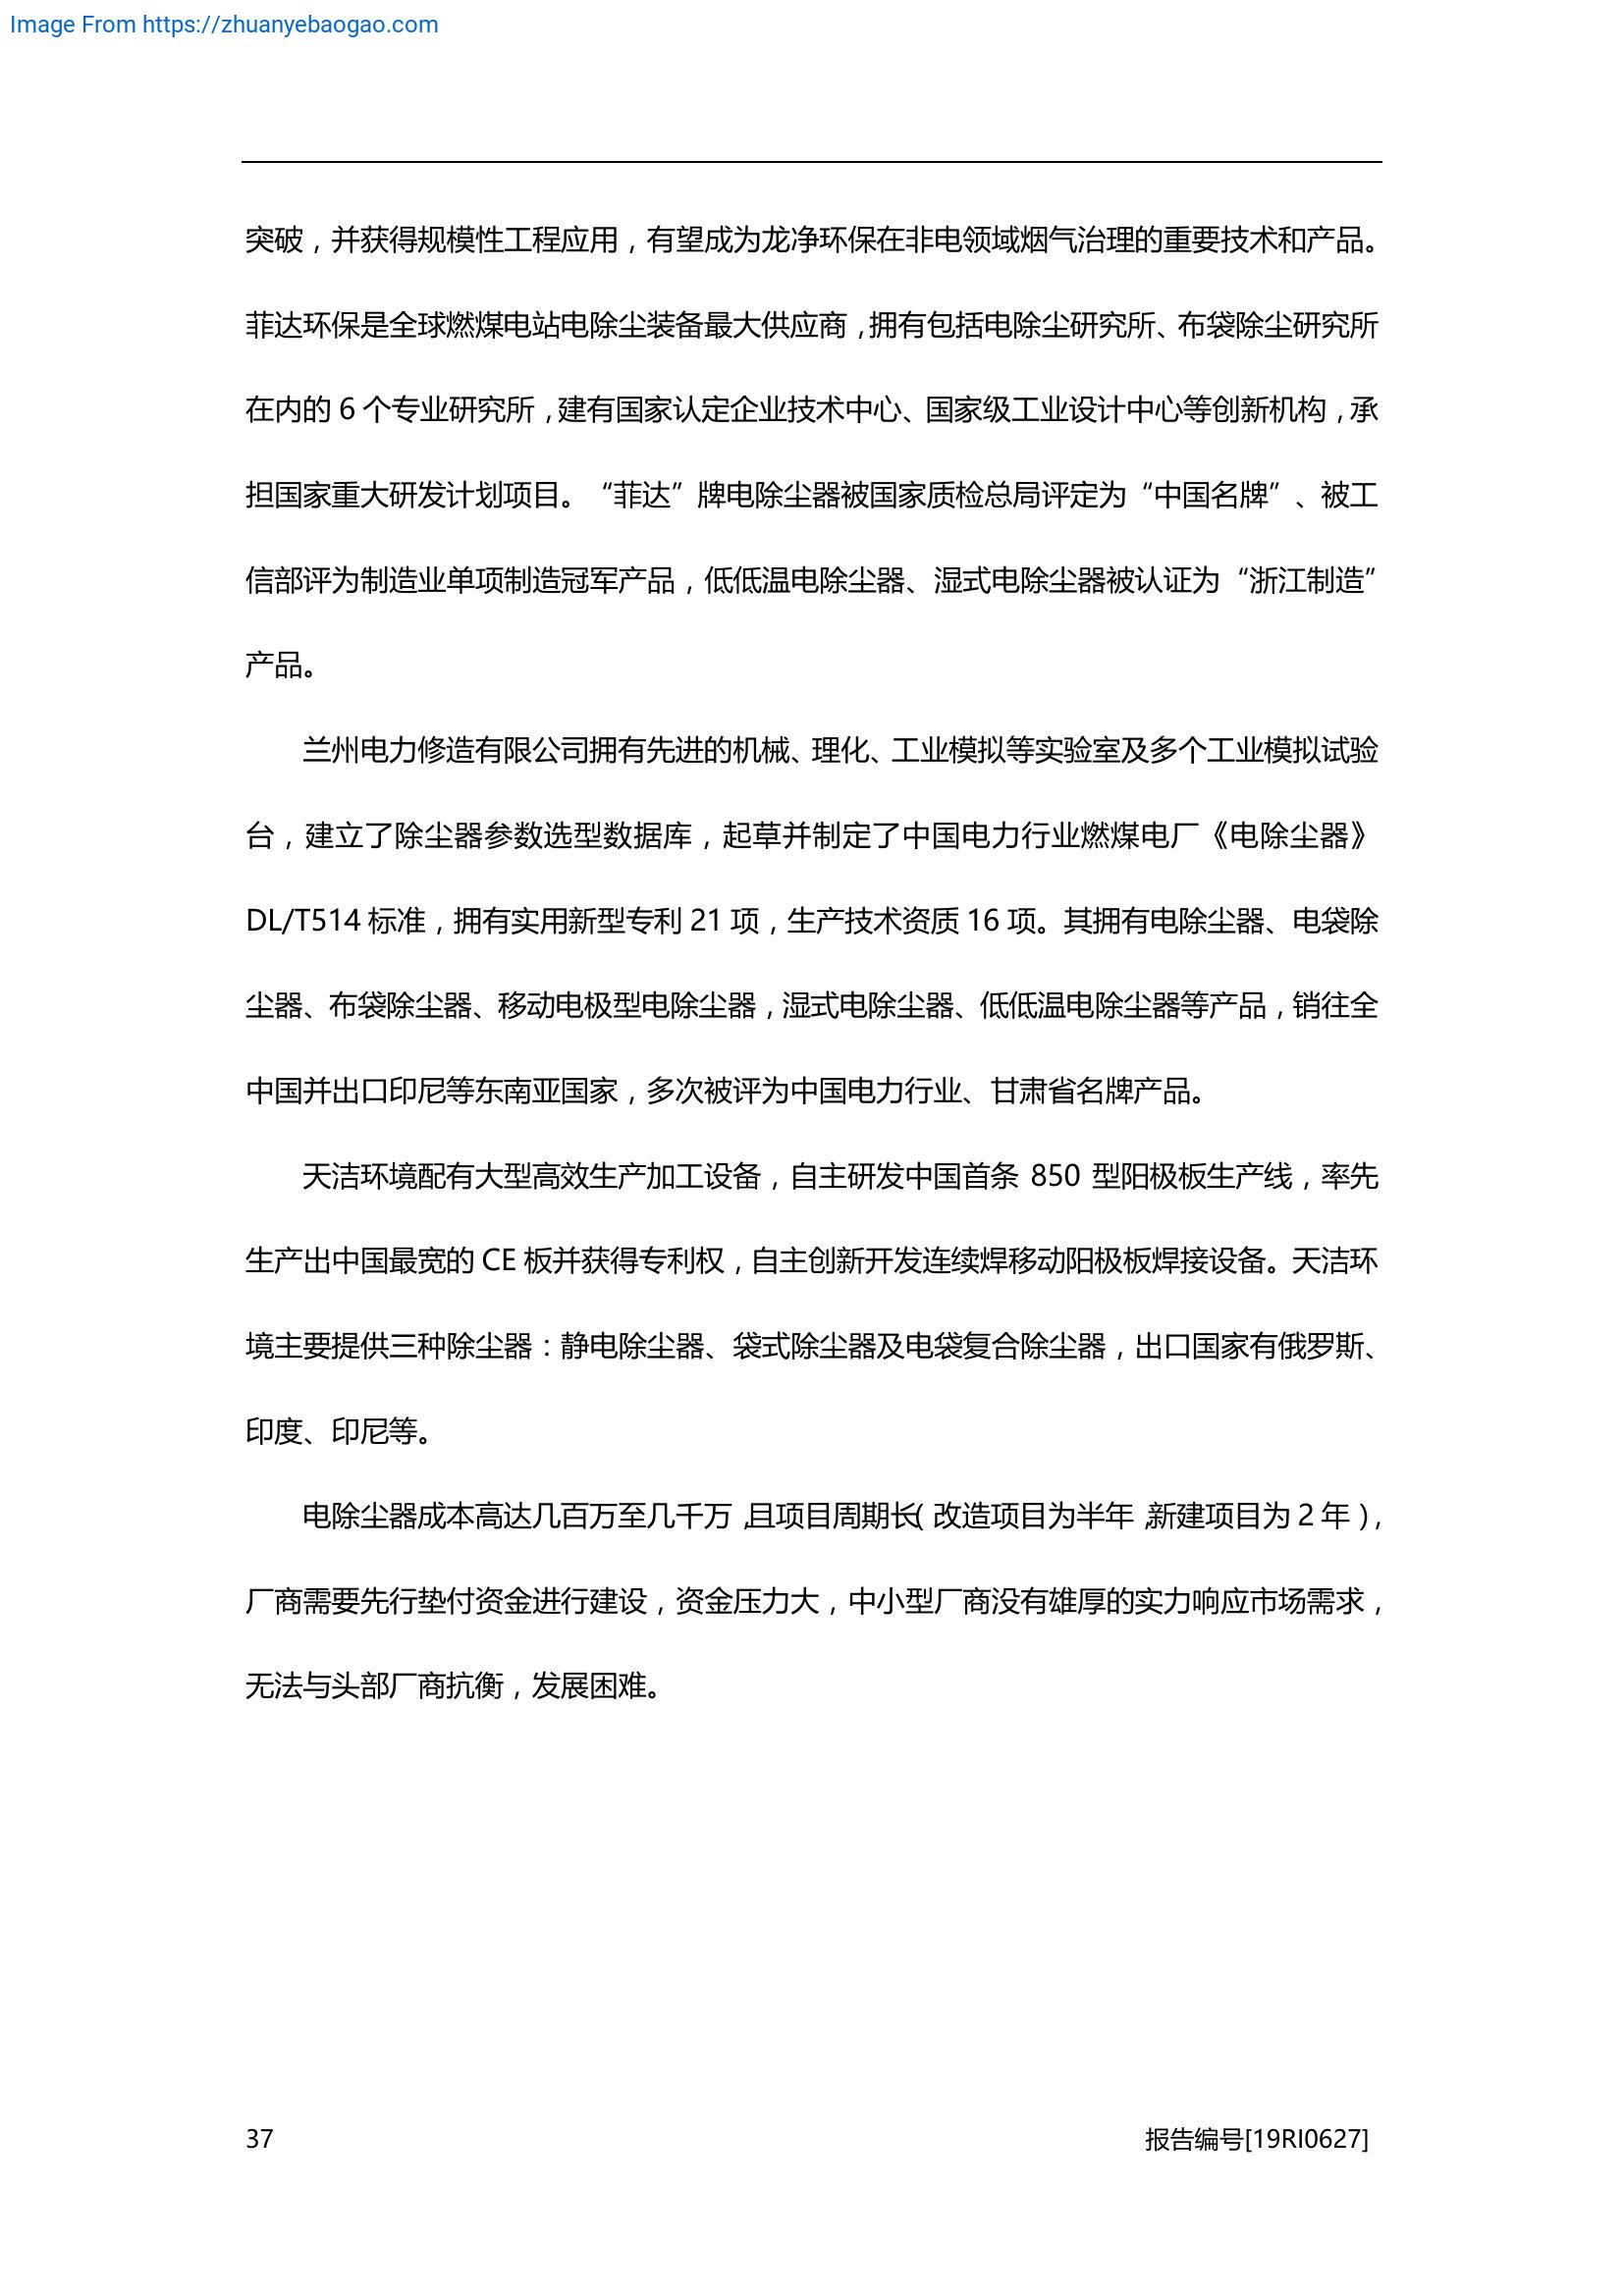 Image From https://zhuanyebaogao.com
突破，并获得规模性工程应用，有望成为龙净环保在非电领域烟气治理的重要技术和产品。
菲达环保是全球燃煤电站电除尘装备最大供应商，拥有包括电除尘研究所、布袋除尘研究所
在内的 6 个专业研究所，建有国家认定企业技术中心、国家级工业设计中心等创新机构，承
担国家重大研发计划项目。“菲达”牌电除尘器被国家质检总局评定为“中国名牌”、被工
信部评为制造业单项制造冠军产品，低低温电除尘器、湿式电除尘器被认证为“浙江制造”
产品。
兰州电力修造有限公司拥有先进的机械、理化、工业模拟等实验室及多个工业模拟试验
台，建立了除尘器参数选型数据库，起草并制定了中国电力行业燃煤电厂《电除尘器》
DL/T514 标准，拥有实用新型专利 21 项，生产技术资质 16 项。其拥有电除尘器、电袋除
尘器、布袋除尘器、移动电极型电除尘器，湿式电除尘器、低低温电除尘器等产品，销往全
中国并出口印尼等东南亚国家，多次被评为中国电力行业、甘肃省名牌产品。
天洁环境配有大型高效生产加工设备，自主研发中国首条 850 型阳极板生产线，率先
生产出中国最宽的 CE 板并获得专利权，自主创新开发连续焊移动阳极板焊接设备。天洁环
境主要提供三种除尘器：静电除尘器、袋式除尘器及电袋复合除尘器，出口国家有俄罗斯、
印度、印尼等。
电除尘器成本高达几百万至几千万，且项目周期长（改造项目为半年，新建项目为 2 年），
厂商需要先行垫付资金进行建设，资金压力大，中小型厂商没有雄厚的实力响应市场需求，
无法与头部厂商抗衡，发展困难。
37 报告编号[19RI0627]